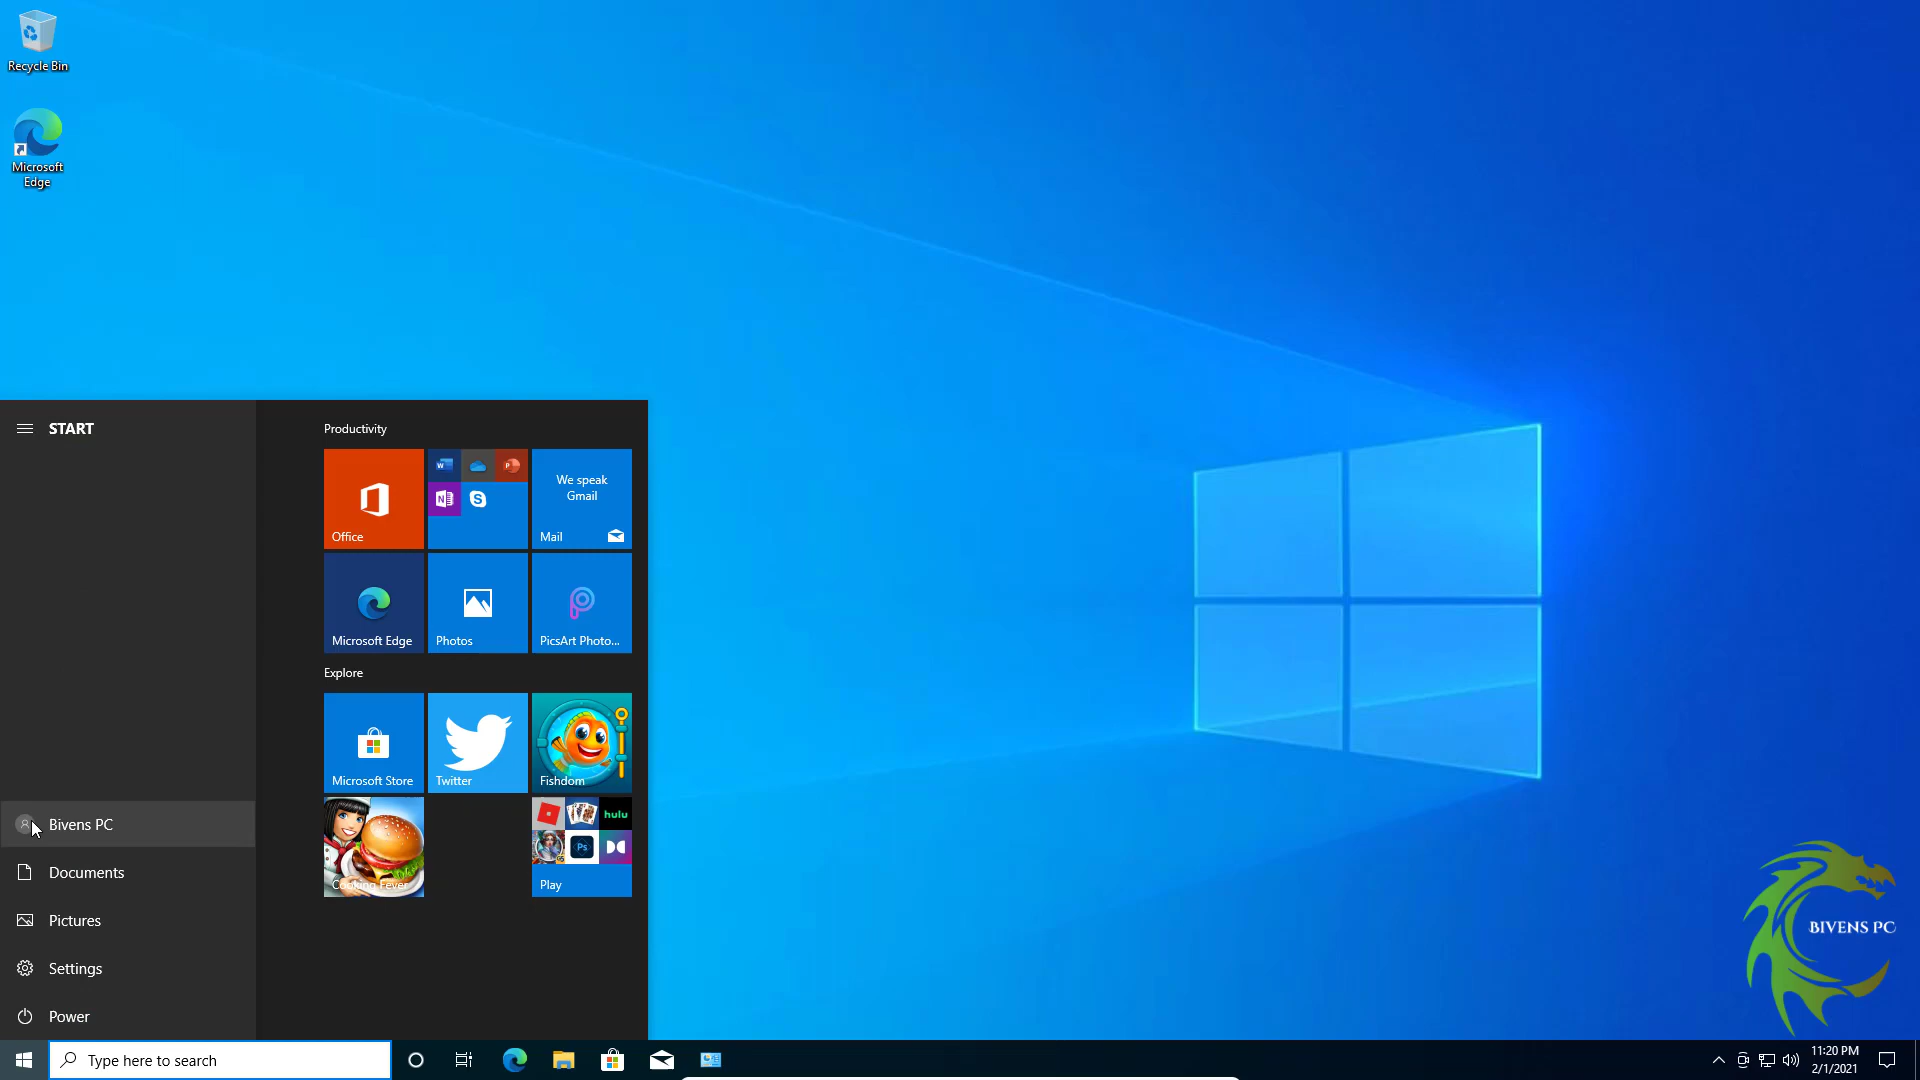 Recycle Bin
Microsoft
Edge
START
Productivity
Office
We speak
Gmail
Mail
Microsoft Edge
Photos
PicsArt Photo...
Explore
Microsoft Store
Twitter
Fishdom
Cooking Fever
hulu
Ps
Play
Bivens PC
Documents
Pictures
Settings
Power
BIVENS PC
Type here to search
11:20 PM
2/1/2021